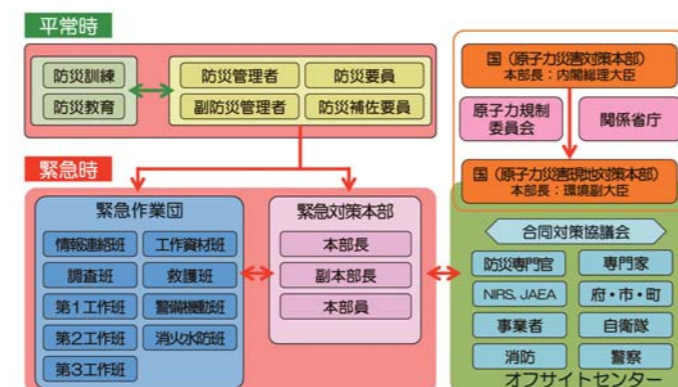 平常時
防災訓練
防災教育
防災管理者
防災要員
副防災管理者
防災補佐要員
国（原子力災害対策本部）
本部長：内閣総理大臣
原子力規制
委員会
関係省庁
国（原子力災害現地対策本部）
本部長：環境副大臣
緊急時
緊急作業団
情報連絡班
工作資材班
調査班
救護班
第1工作班
警備機動班
第2工作班
消火水防班
第3工作班
緊急対策本部
本部長
副本部長
本部員
合同対策協議会
防災専門官
専門家
NIRS, JAEA
府・市・町
事業者
自衛隊
消防
警察
オフサイトセンター